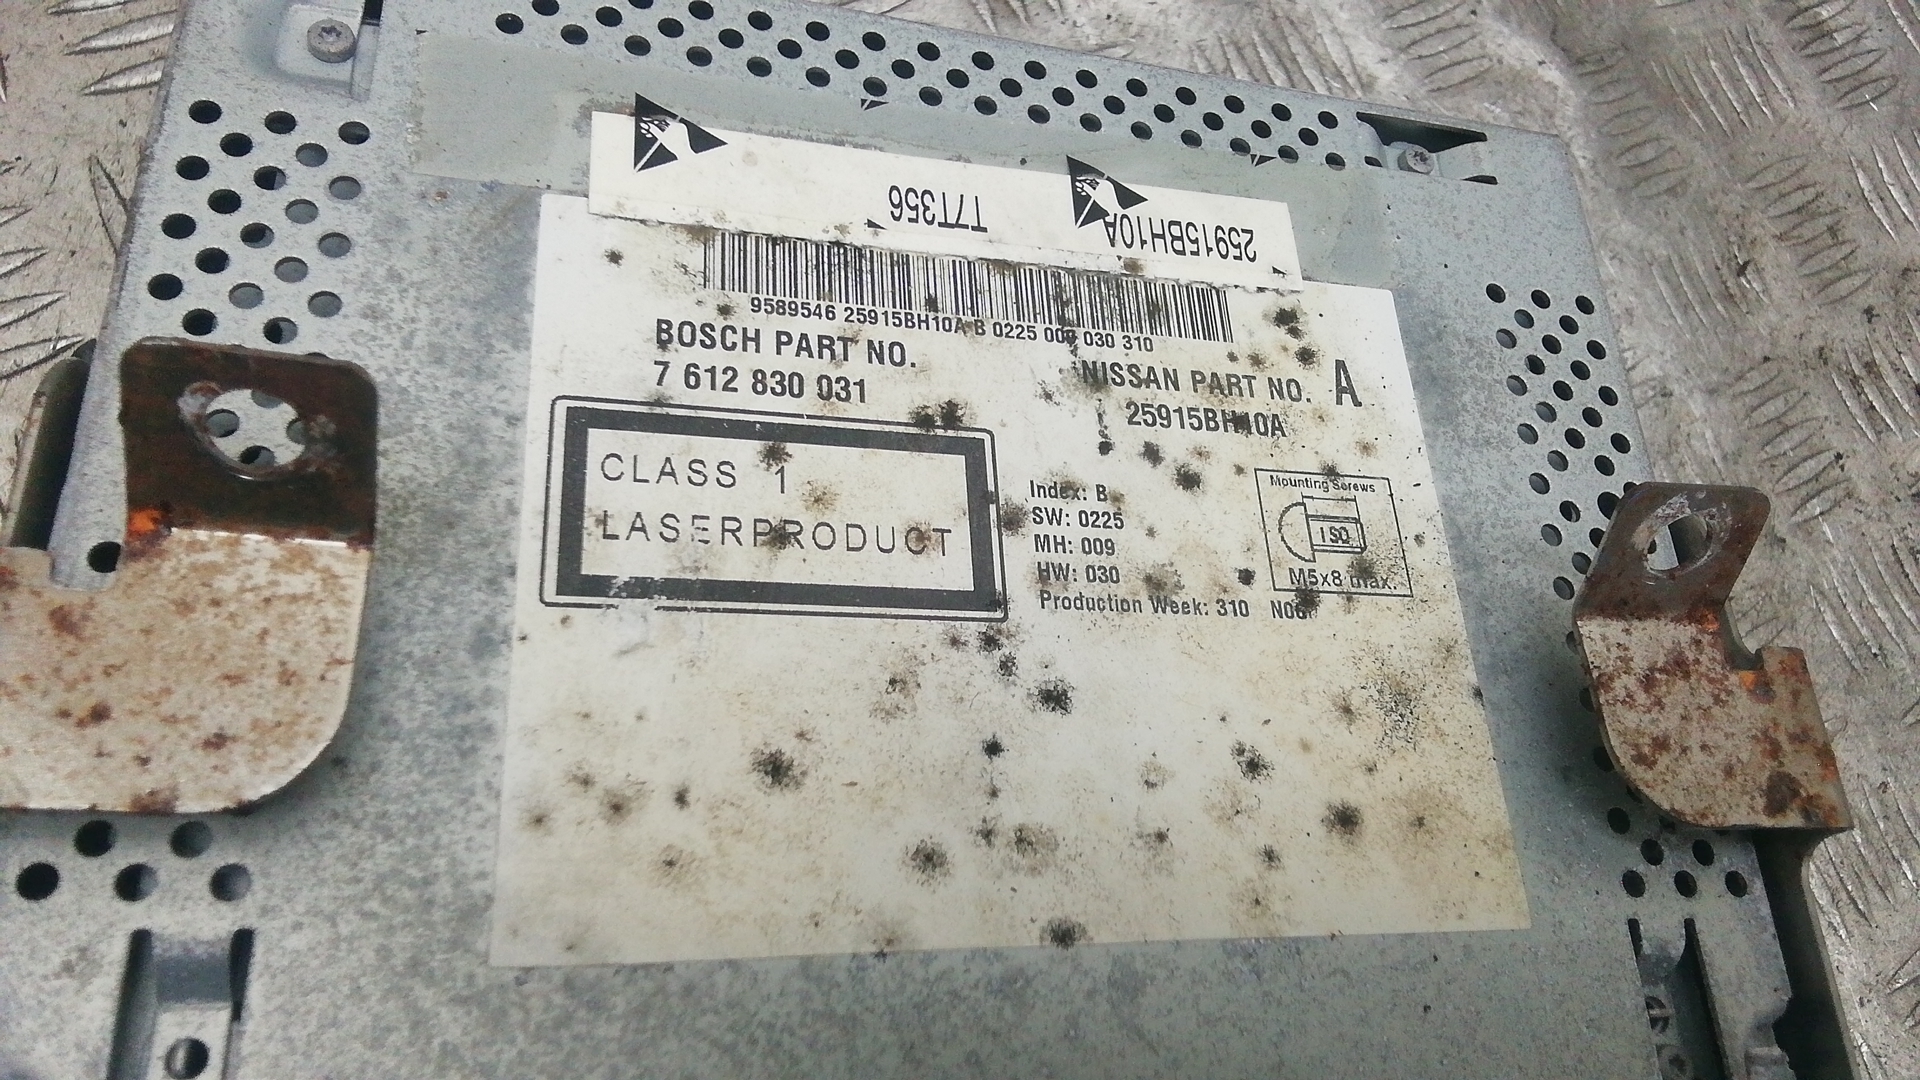 T7T356
25915BH10A
9589546 25915BH10A B 0225 009 030 310
BOSCH PART NO.
7 612 830 031
NISSAN PART NO. A
25915BH10A
CLASS 1
LASERPRODUCT
Index: B
SW: 0225
MH: 009
HW: 030
Production Week: 310
Mounting Screws
ISO
M5x8 max.